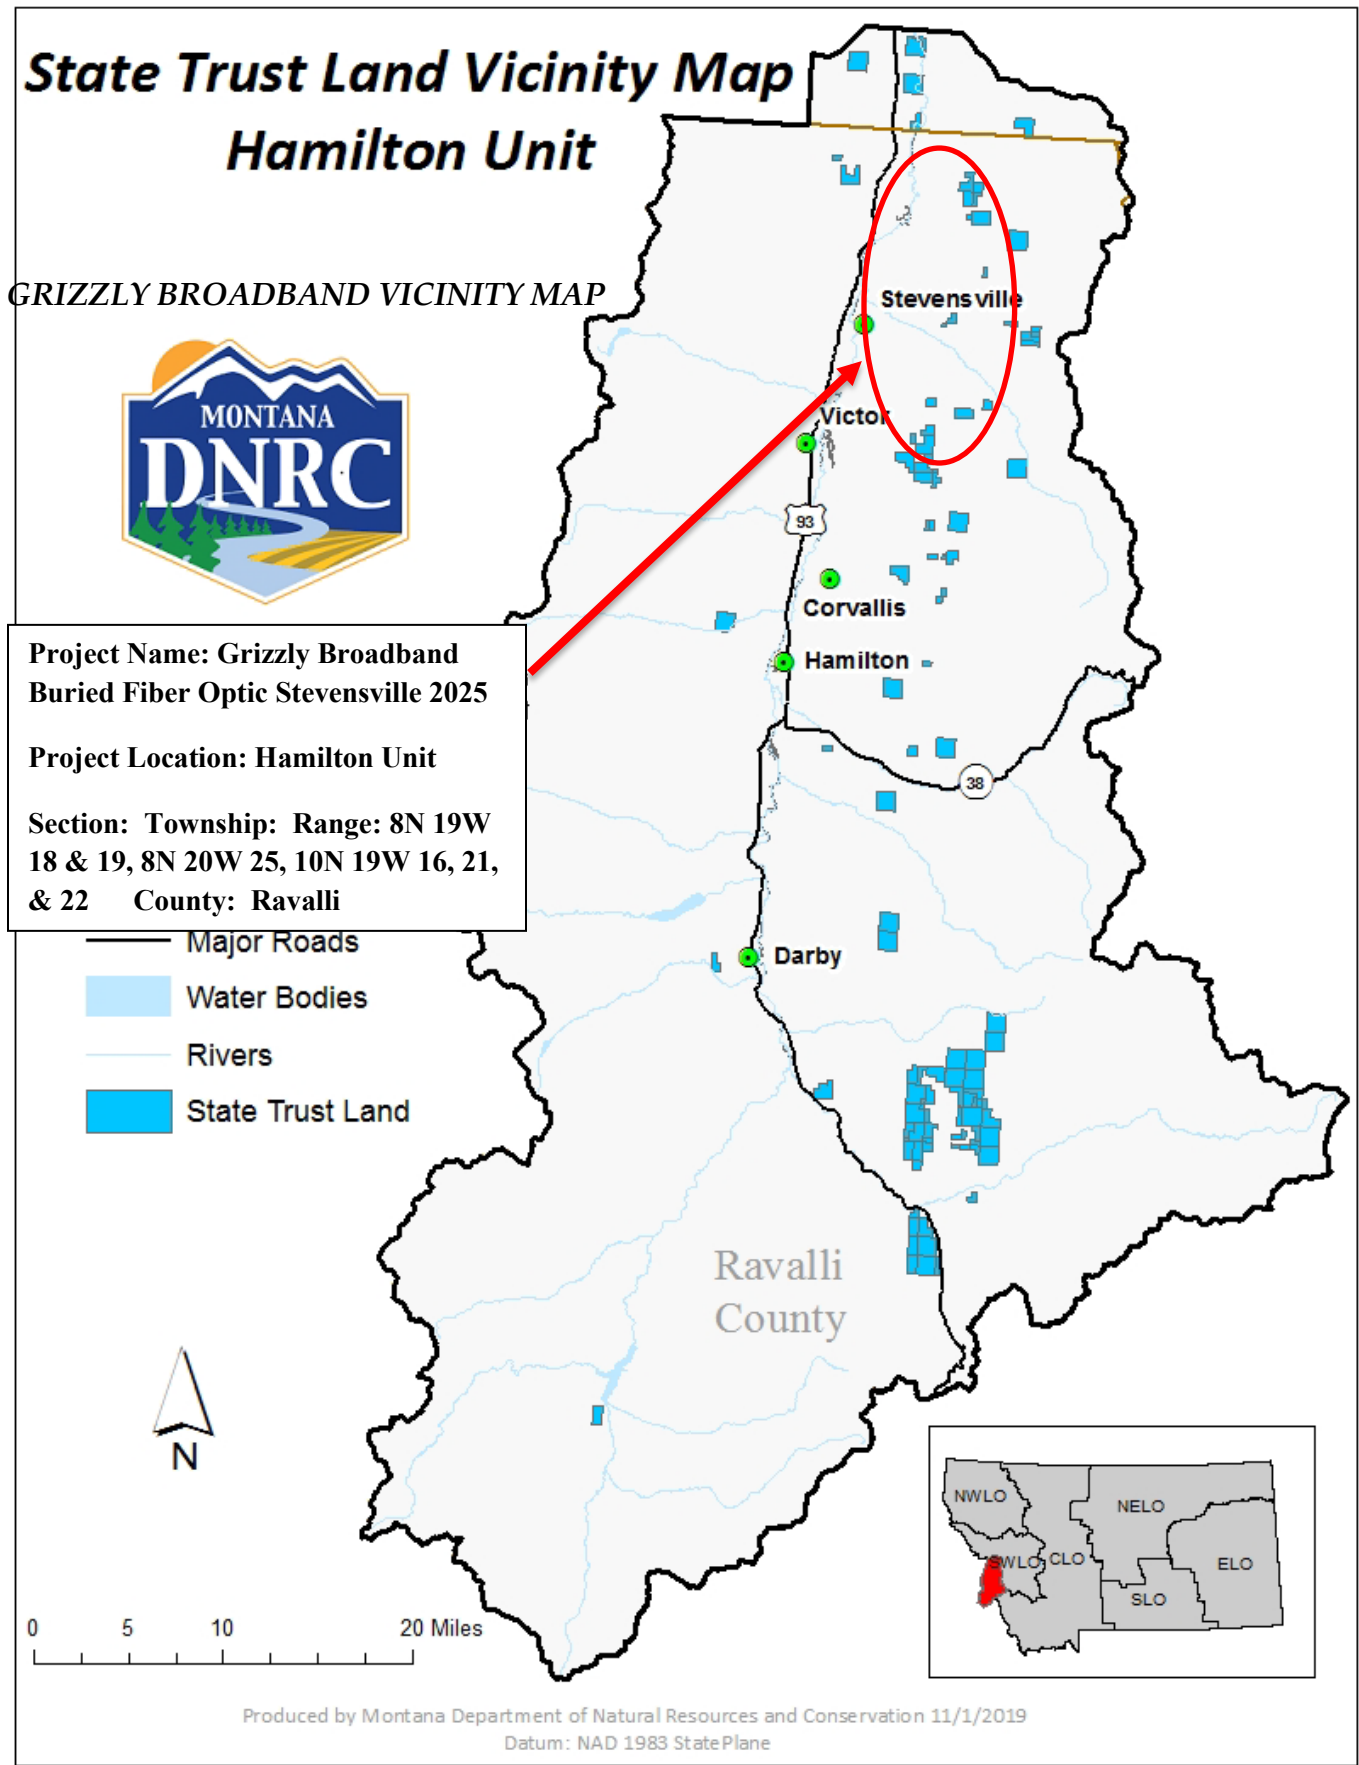 State Trust Land Vicinity Map
Hamilton Unit
GRIZZLY BROADBAND VICINITY MAP
MONTANA
DNRC
Stevensville
Victor
93
Corvallis
Hamilton
38
Darby
Project Name: Grizzly Broadband
Buried Fiber Optic Stevensville 2025
Project Location: Hamilton Unit
Section: Township: Range: 8N 19W
18 & 19, 8N 20W 25, 10N 19W 16, 21,
& 22 County: Ravalli
Major Roads
Water Bodies
Rivers
State Trust Land
Ravalli
County
N
0 5 10 20 Miles
NWLO
SWLO
CLO
NELO
SLO
ELO
Produced by Montana Department of Natural Resources and Conservation 11/1/2019
Datum: NAD 1983 StatePlane